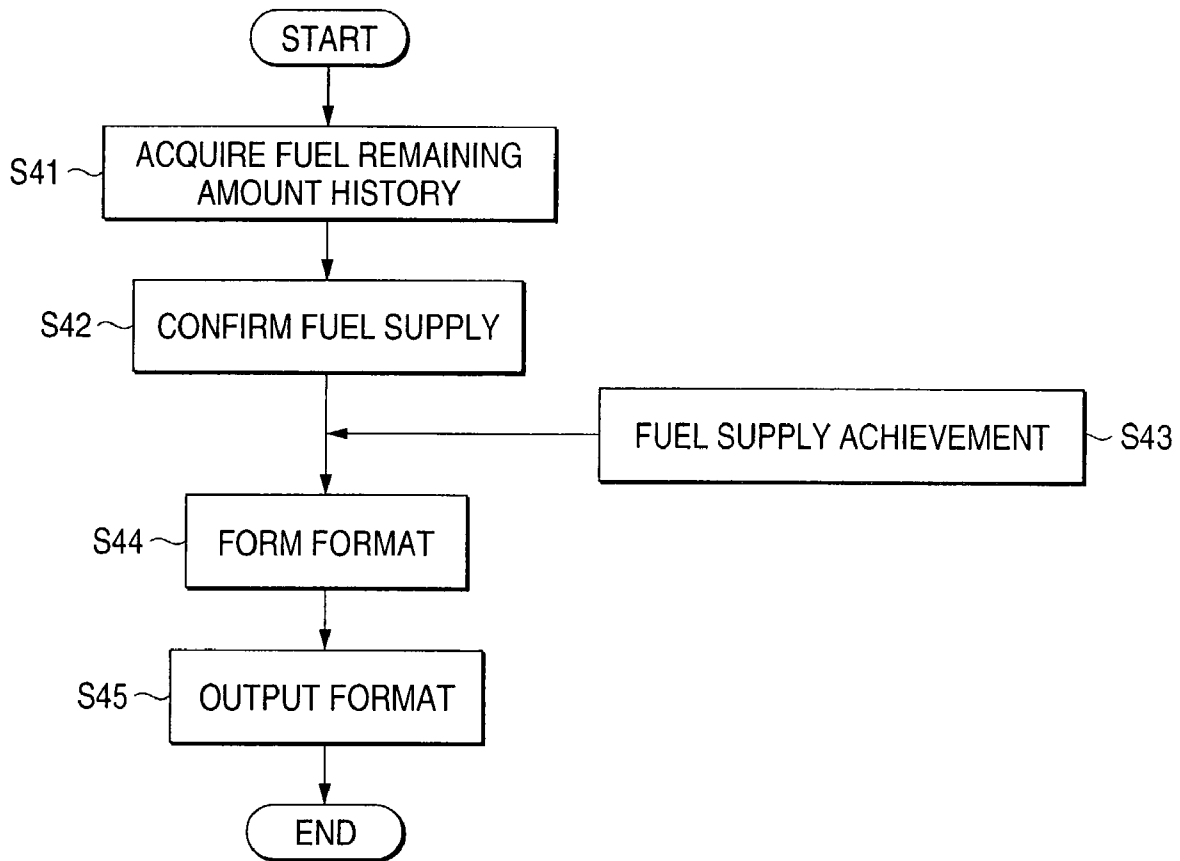 START
S41
ACQUIRE FUEL REMAINING
AMOUNT HISTORY
S42
CONFIRM FUEL SUPPLY
FUEL SUPPLY ACHIEVEMENT
S43
S44
FORM FORMAT
S45
OUTPUT FORMAT
END